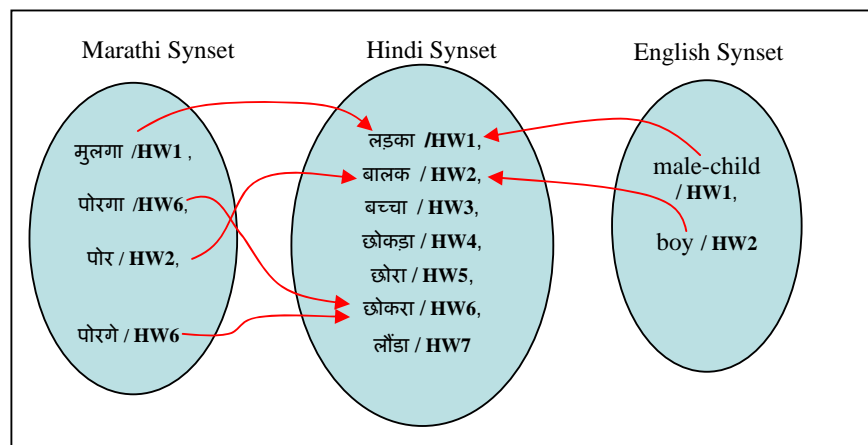 Marathi Synset
मुलगा /HW1 ,
पोरगा /HW6,
पोर / HW2,
पोरगे / HW6
Hindi Synset
लड़का /HW1,
बालक / HW2,
बच्चा / HW3,
छोकड़ा / HW4,
छोरा / HW5,
छोकरा / HW6,
लौंडा / HW7
English Synset
male-child
/ HW1,
boy / HW2